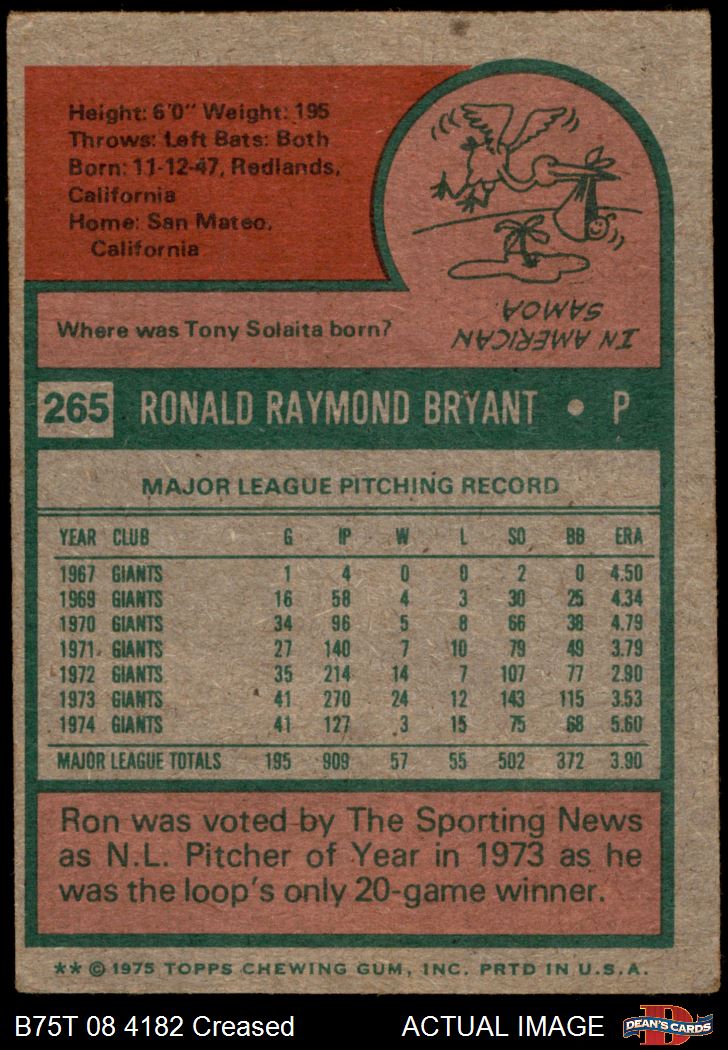 Height: 6'0" Weight: 195
Throws: Left Bats: Both
Born: 11-12-47, Redlands,
California
Home: San Mateo,
California
Where was Tony Solaita born?
IN AMERICAN
SAMOA.
265 RONALD RAYMOND BRYANT • P
MAJOR LEAGUE PITCHING RECORD
YEAR CLUB G IP W L SO BB ERA
1967 GIANTS 1 4 0 0 2 0 4.50
1969 GIANTS 16 58 4 3 30 25 4.34
1970 GIANTS 34 96 5 8 66 38 4.79
1971 GIANTS 27 140 7 10 79 49 3.79
1972 GIANTS 35 214 14 7 107 77 2.90
1973 GIANTS 41 270 24 12 143 115 3.53
1974 GIANTS 41 127 3 15 75 68 5.60
MAJOR LEAGUE TOTALS 195 909 57 55 502 372 3.90
Ron was voted by The Sporting News
as N.L. Pitcher of Year in 1973 as he
was the loop's only 20-game winner.
** © 1975 TOPPS CHEWING GUM, INC. PRTD IN U.S.A.
B75T 08 4182 Creased ACTUAL IMAGE
D
DEAN'S CARDS